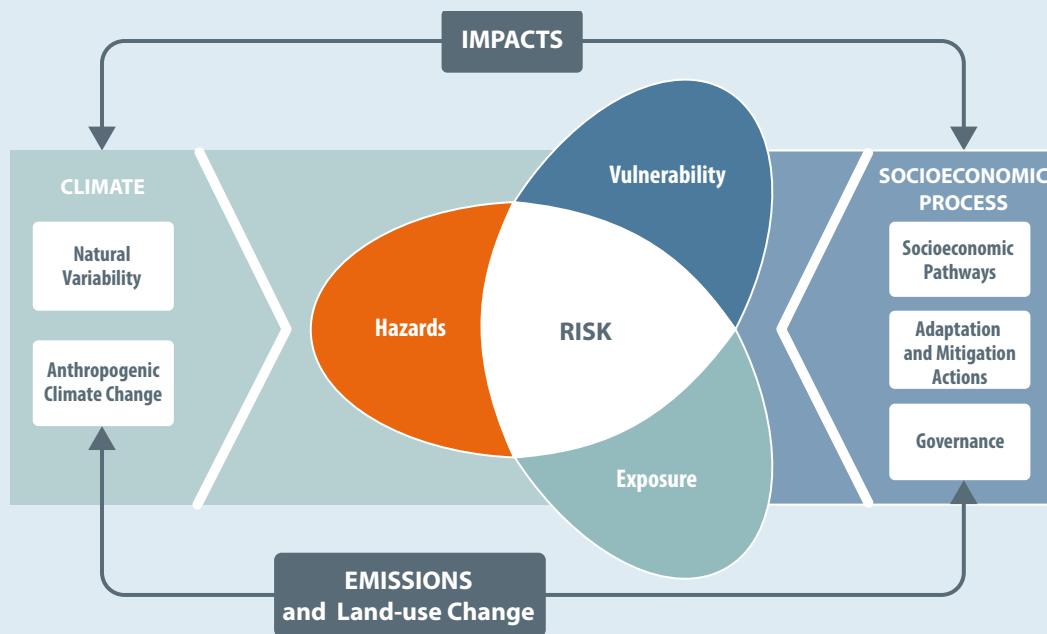 IMPACTS
CLIMATE
Natural
Variability
Anthropogenic
Climate Change
Vulnerability
Hazards
RISK
Exposure
SOCIOECONOMIC
PROCESS
Socioeconomic
Pathways
Adaptation
and Mitigation
Actions
Governance
EMISSIONS
and Land-use Change